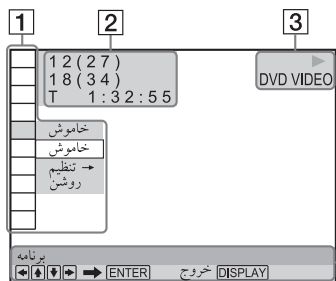 1 2 3
12(27)
18(34)
T 1:32:55
DVD VIDEO
خاموش
خاموش
تنظیم →
روشن
برنامه
ENTER خروج DISPLAY